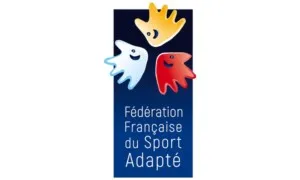 Fédération
Française
du Sport
Adapté